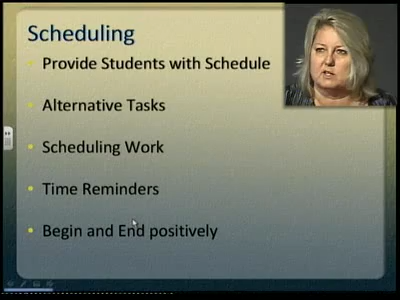 Scheduling
• Provide Students with Schedule
• Alternative Tasks
• Scheduling Work
• Time Reminders
• Begin and End positively